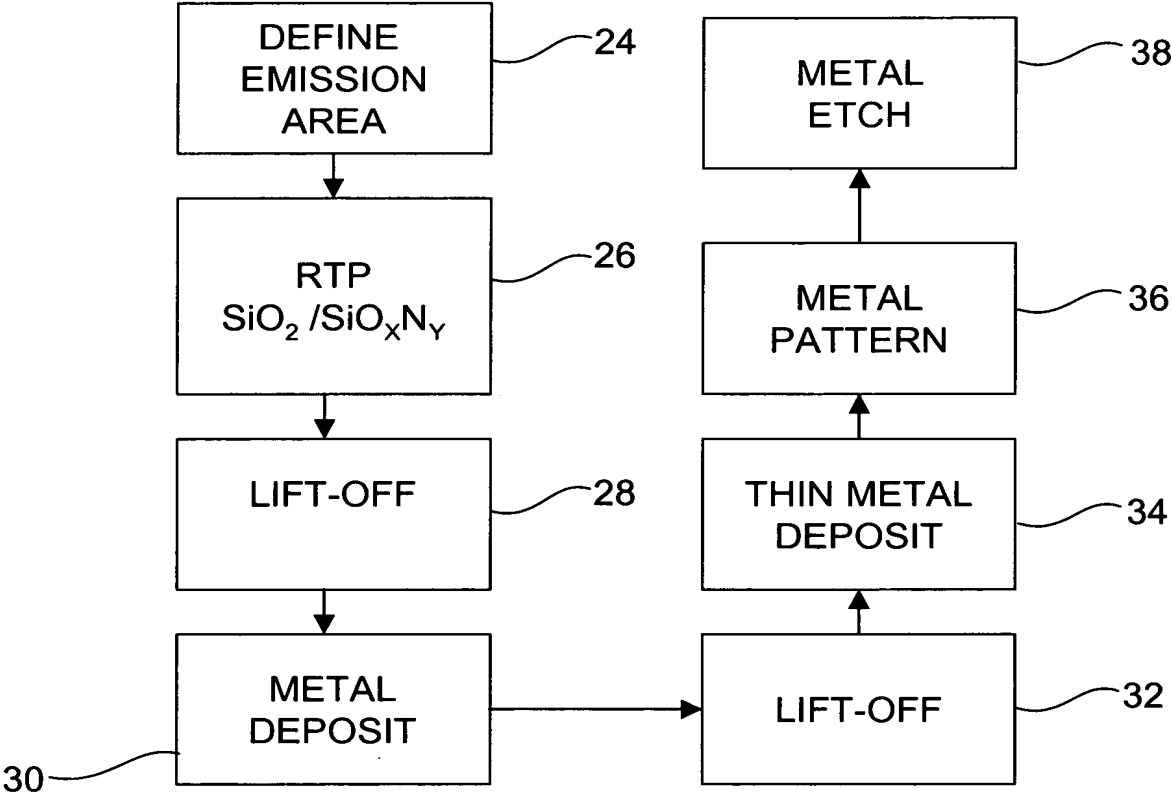 DEFINE
EMISSION
AREA
24
RTP
SiO₂ /SiOₓNᵧ
26
LIFT-OFF
28
METAL
DEPOSIT
30
LIFT-OFF
32
THIN METAL
DEPOSIT
34
METAL
PATTERN
36
METAL
ETCH
38